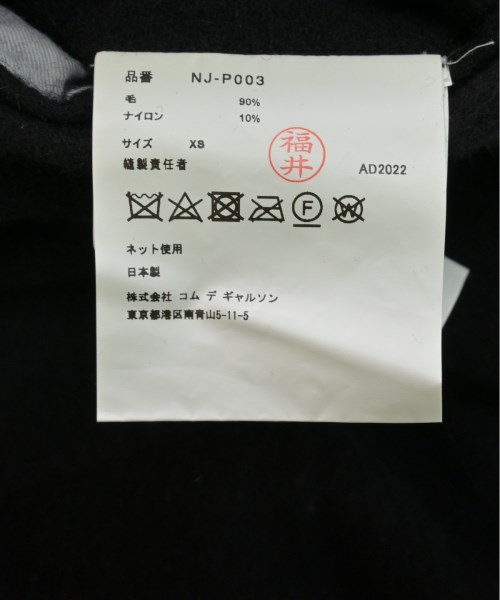 品番 NJ-P003
毛 90%
ナイロン 10%
サイズ XS
縫製責任者
福井
AD2022
F W
ネット使用
日本製
株式会社 コム デ ギャルソン
東京都港区南青山5-11-5